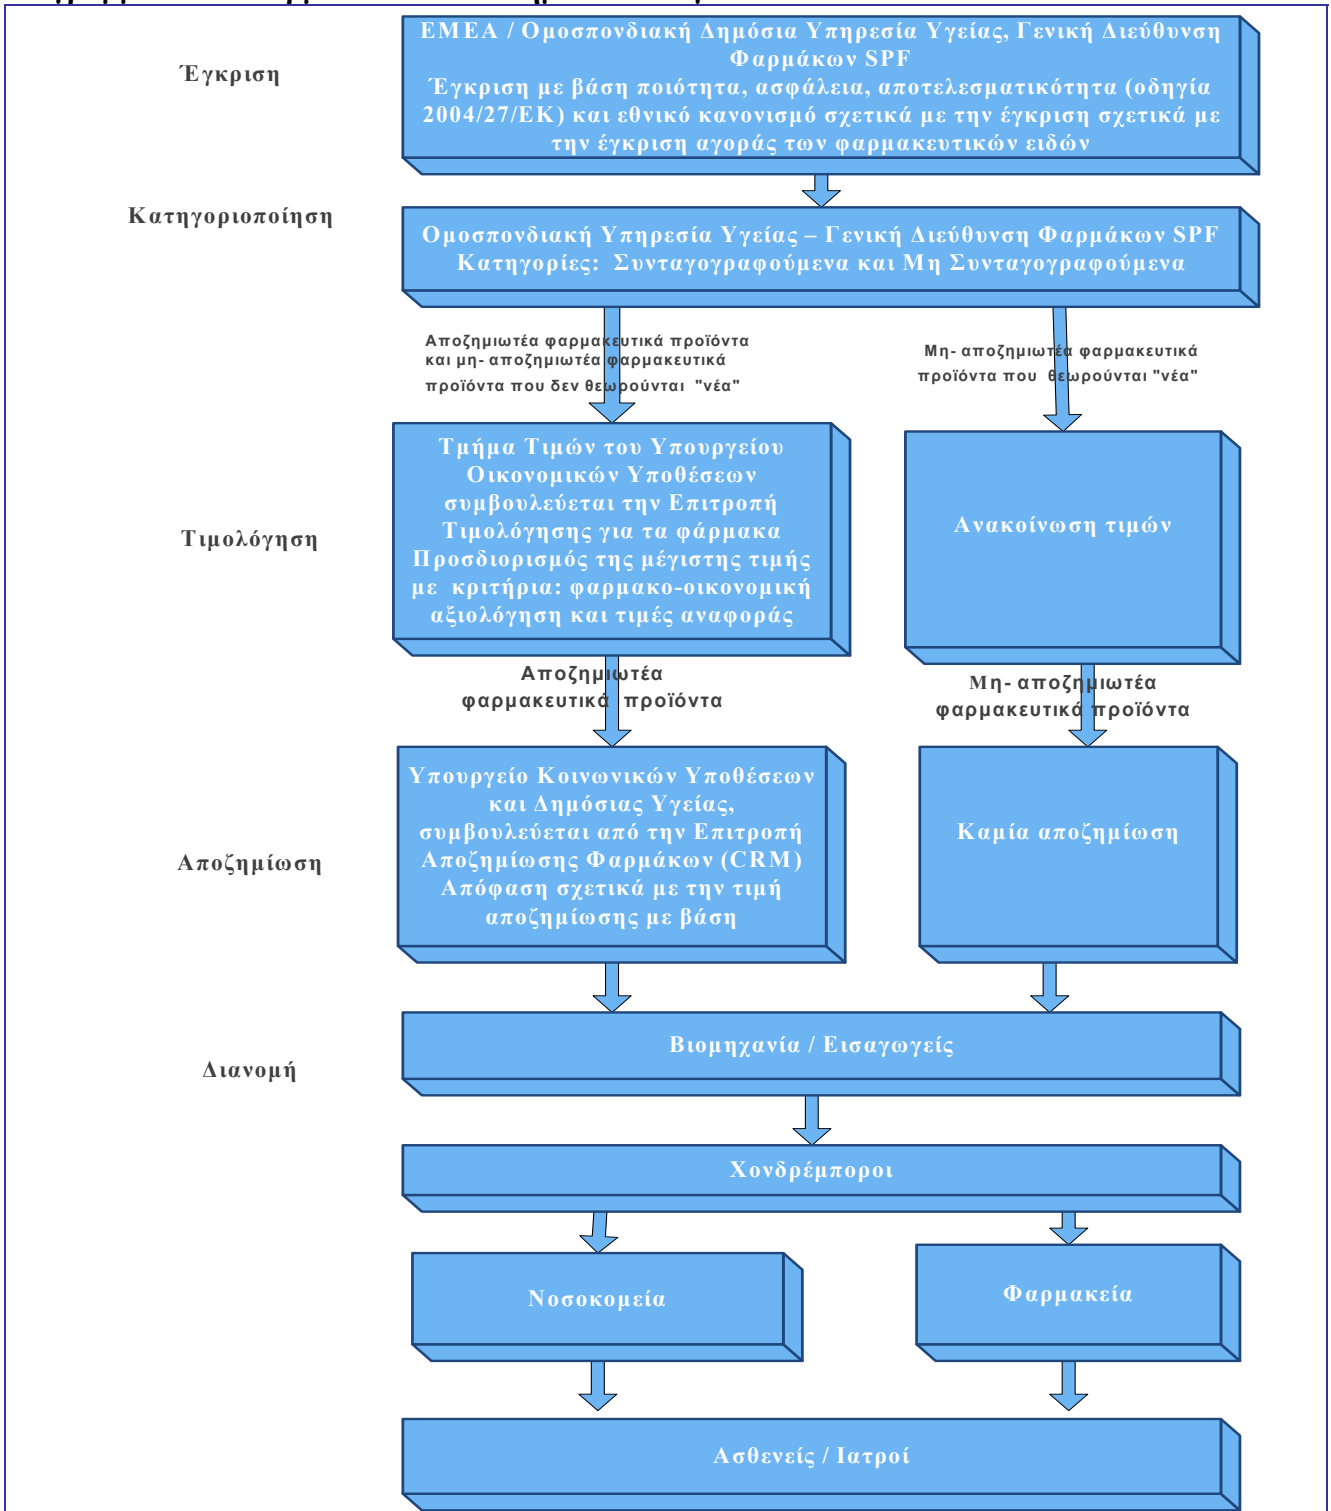 Έγκριση
ΕΜΕΑ / Ομοσπονδιακή Δημόσια Υπηρεσία Υγείας, Γενική Διεύθυνση
Φαρμάκων SPF
Έγκριση με βάση ποιότητα, ασφάλεια, αποτελεσματικότητα (οδηγία
2004/27/ΕΚ) και εθνικό κανονισμό σχετικά με την έγκριση σχετικά με
την έγκριση αγοράς των φαρμακευτικών ειδών
Κατηγοριοποίηση
Ομοσπονδιακή Υπηρεσία Υγείας – Γενική Διεύθυνση Φαρμάκων SPF
Κατηγορίες: Συνταγογραφούμενα και Μη Συνταγογραφούμενα
Αποζημιωτέα φαρμακευτικά προϊόντα
και μη- αποζημιωτέα φαρμακευτικά
προϊόντα που δεν θεωρούνται "νέα"
Μη- αποζημιωτέα φαρμακευτικά
προϊόντα που θεωρούνται "νέα"
Τιμολόγηση
Τμήμα Τιμών του Υπουργείου
Οικονομικών Υποθέσεων
συμβουλεύεται την Επιτροπή
Τιμολόγησης για τα φάρμακα
Προσδιορισμός της μέγιστης τιμής
με κριτήρια: φαρμακο-οικονομική
αξιολόγηση και τιμές αναφοράς
Ανακοίνωση τιμών
Αποζημιωτέα
φαρμακευτικά προϊόντα
Μη- αποζημιωτέα
φαρμακευτικά προϊόντα
Αποζημίωση
Υπουργείο Κοινωνικών Υποθέσεων
και Δημόσιας Υγείας,
συμβουλεύεται από την Επιτροπή
Αποζημίωσης Φαρμάκων (CRM)
Απόφαση σχετικά με την τιμή
αποζημίωσης με βάση
Καμία αποζημίωση
Διανομή
Βιομηχανία / Εισαγωγείς
Χονδρέμποροι
Νοσοκομεία
Φαρμακεία
Ασθενείς / Ιατροί